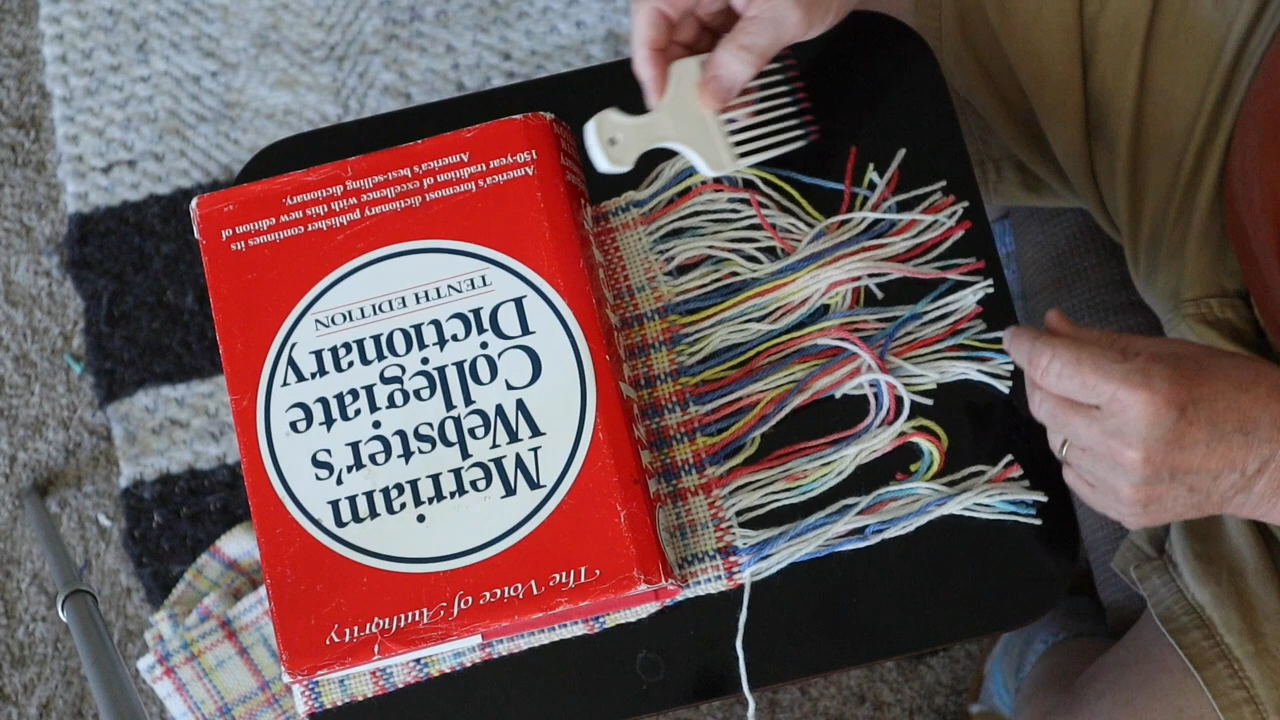 The Voice of Authority
Merriam
Webster's
Collegiate
Dictionary
TENTH EDITION
America's foremost dictionary publisher continues its
150-year tradition of excellence with this new edition of
America's best-selling dictionary.